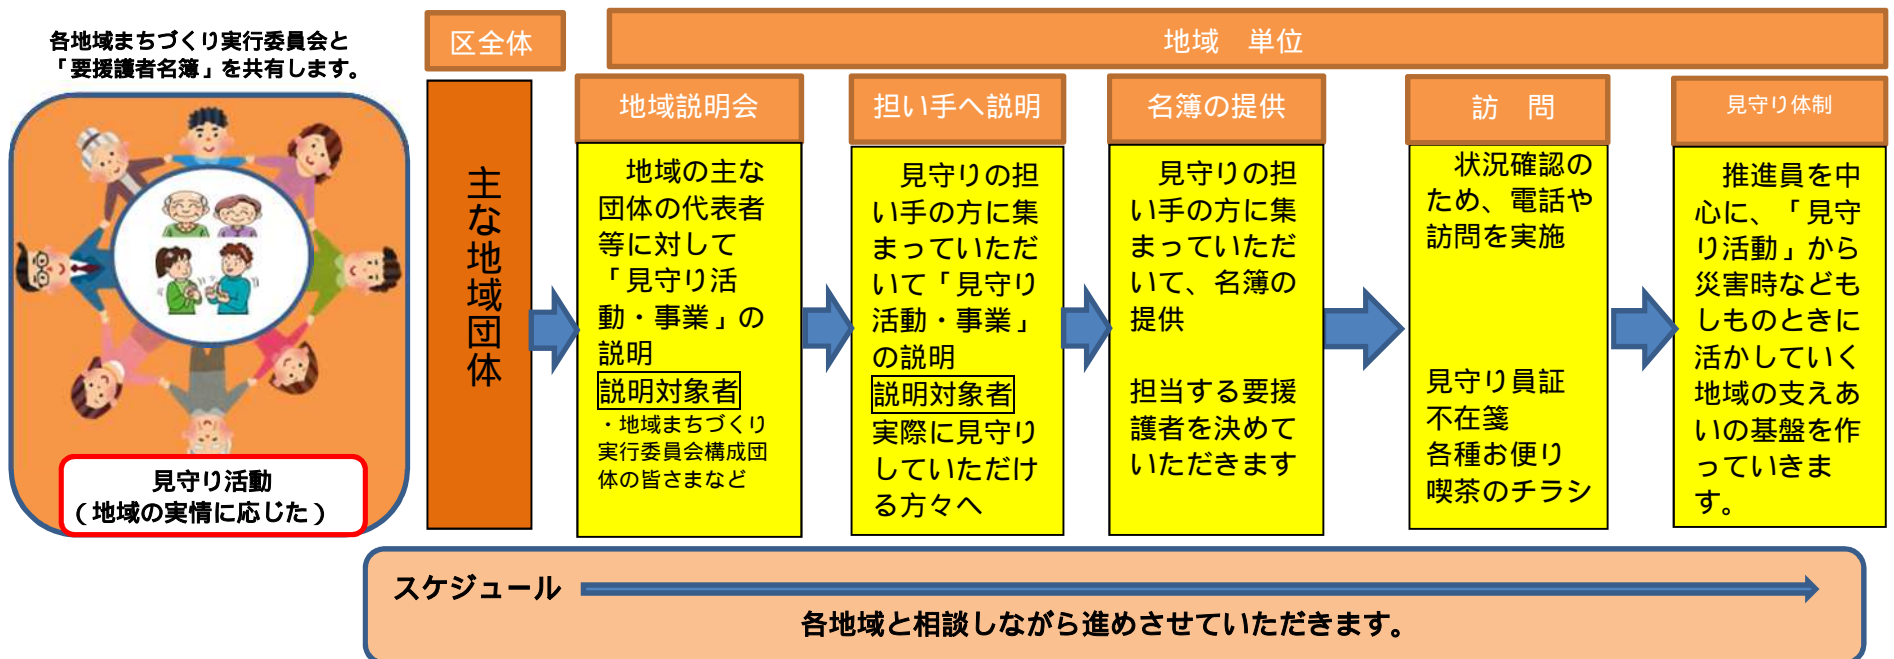 各地域まちづくり実行委員会と
「要援護者名簿」を共有します。
見守り活動
(地域の実情に応じた)
区全体
地域　単位
主な地域団体
地域説明会
地域の主な
団体の代表者
等に対して
「見守り活
動・事業」の
説明
説明対象者
・地域まちづくり
実行委員会構成団
体の皆さまなど
担い手へ説明
見守りの担
い手の方に集
まっていただ
いて「見守り
活動・事業」
の説明
説明対象者
実際に見守り
していただけ
る方々へ
名簿の提供
見守りの担
い手の方に集
まっていただ
いて、名簿の
提供
担当する要援
護者を決めて
いただきます
訪　問
状況確認の
ため、電話や
訪問を実施
見守り員証
不在箋
各種お便り
喫茶のチラシ
見守り体制
推進員を中
心に、「見守
り活動」から
災害時なども
しものときに
活かしていく
地域の支えあ
いの基盤を作
っていきま
す。
スケジュール
各地域と相談しながら進めさせていただきます。